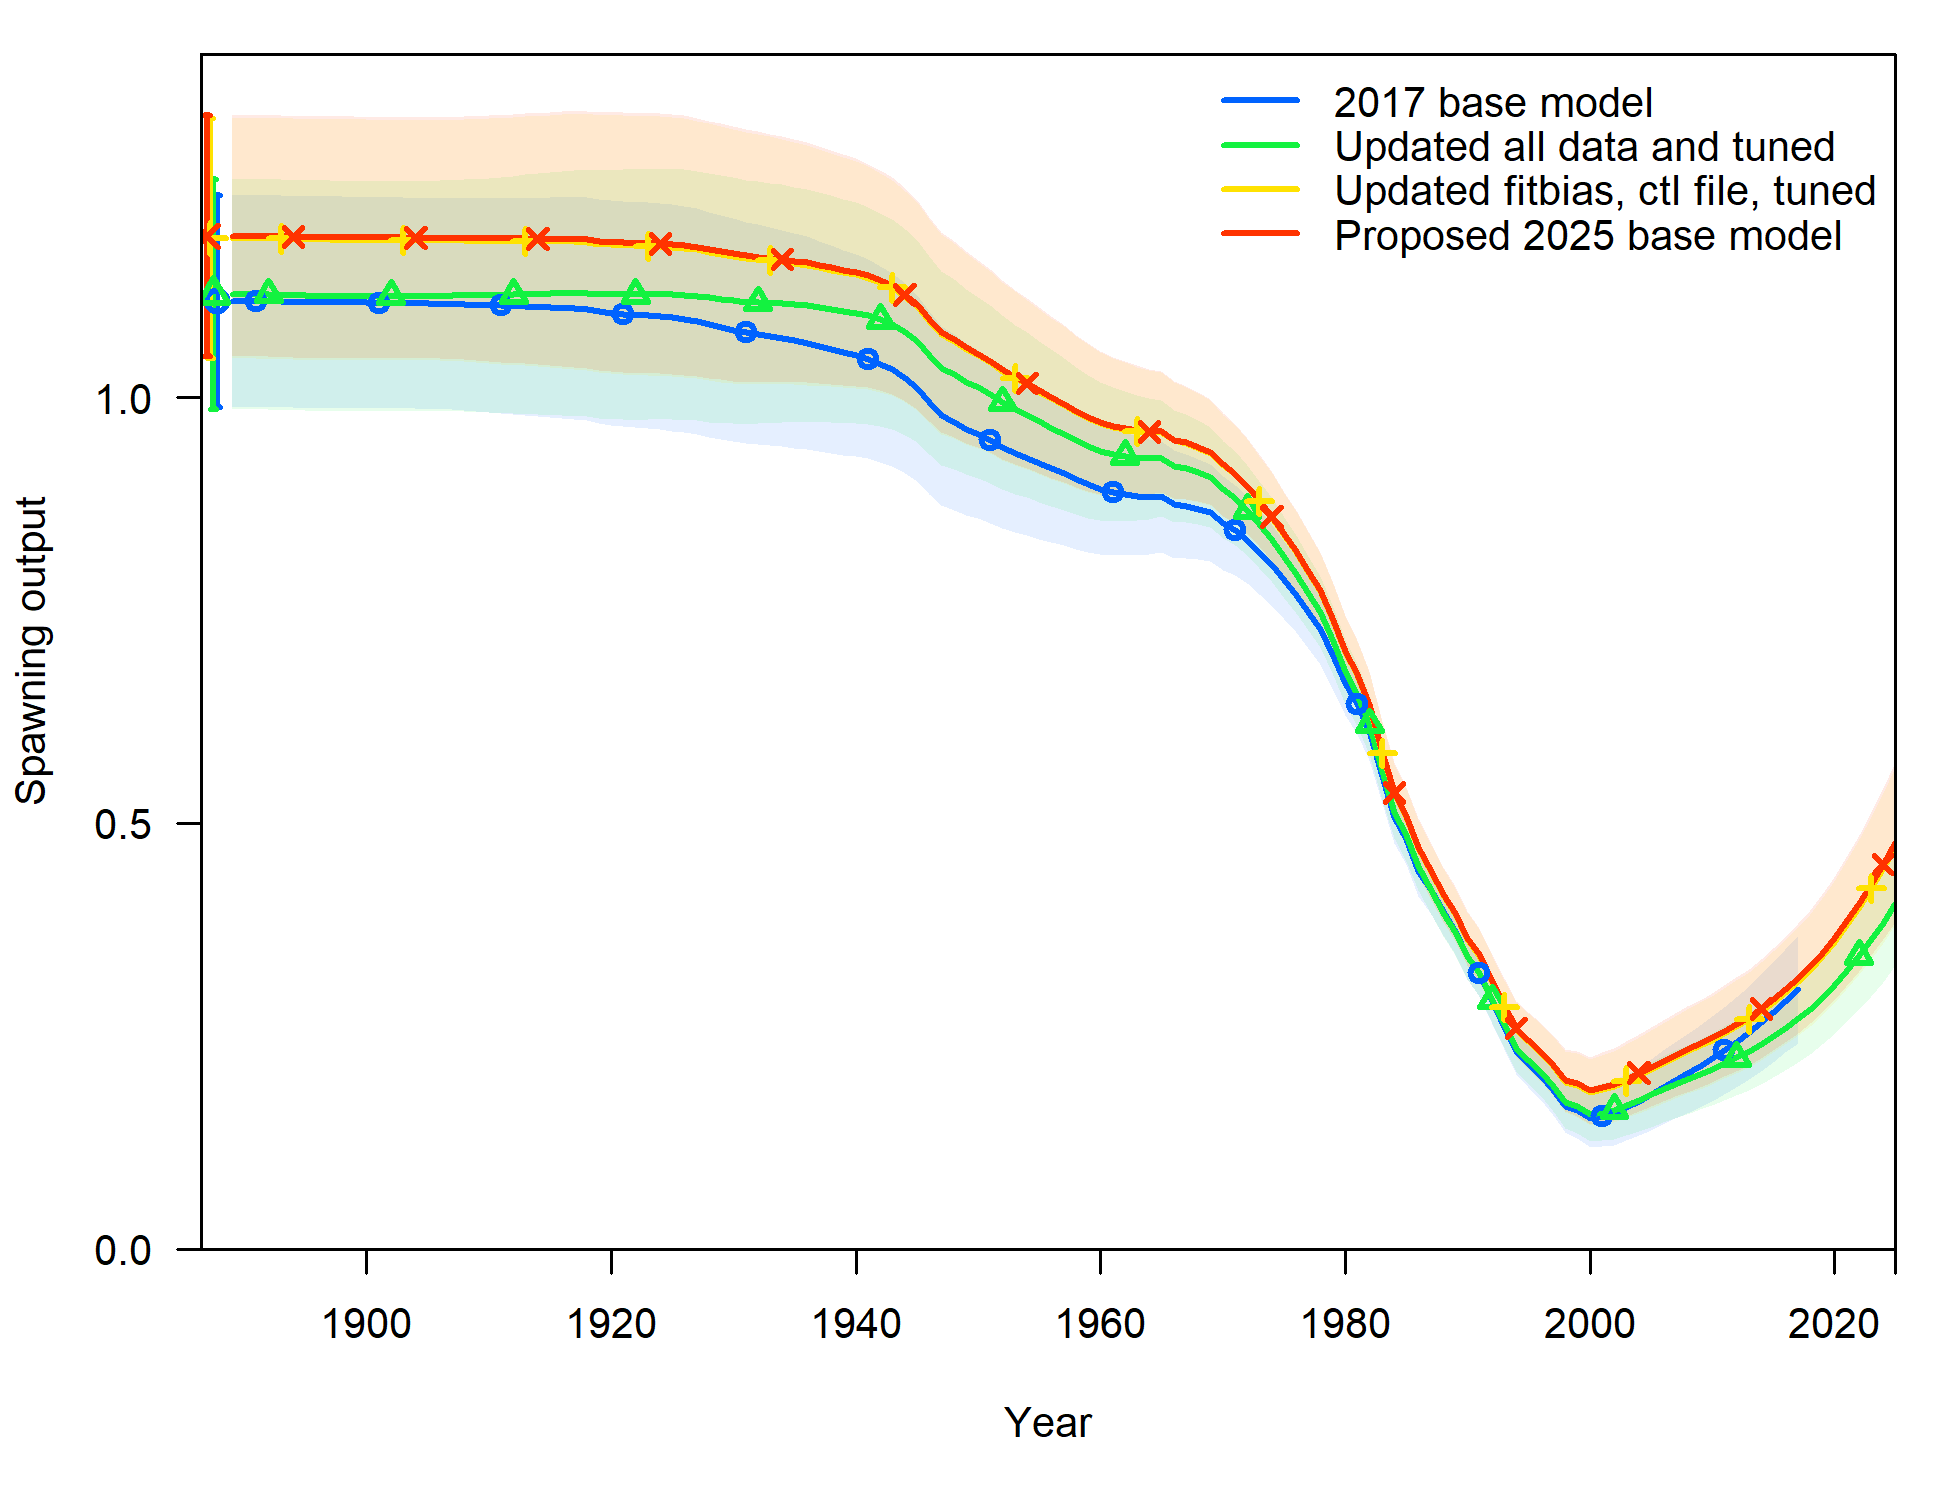 2017 base model
Updated all data and tuned
Updated fitbias, ctl file, tuned
Proposed 2025 base model
Spawning output
1.0
0.5
0.0
1900 1920 1940 1960 1980 2000 2020
Year